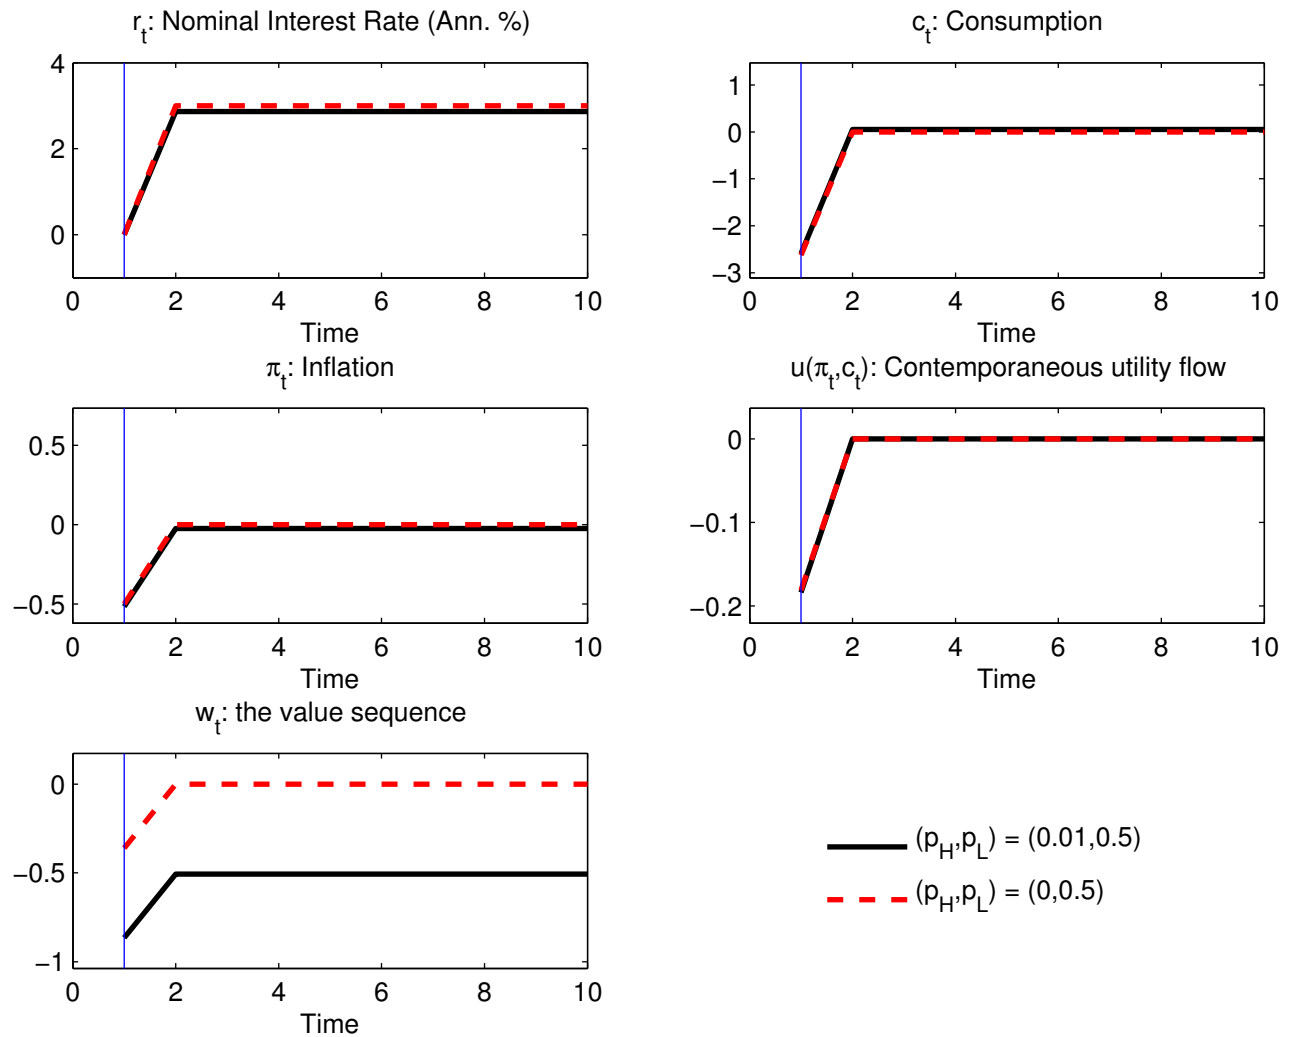 r_t: Nominal Interest Rate (Ann. %)
4
2
0
0 2 4 6 8 10
Time
c_t: Consumption
1
0
−1
−2
−3
0 2 4 6 8 10
Time
π_t: Inflation
0.5
0
−0.5
0 2 4 6 8 10
Time
u(π_t,c_t): Contemporaneous utility flow
0
−0.1
−0.2
0 2 4 6 8 10
Time
w_t: the value sequence
0
−0.5
−1
0 2 4 6 8 10
Time
(p_H,p_L) = (0.01,0.5)
(p_H,p_L) = (0,0.5)